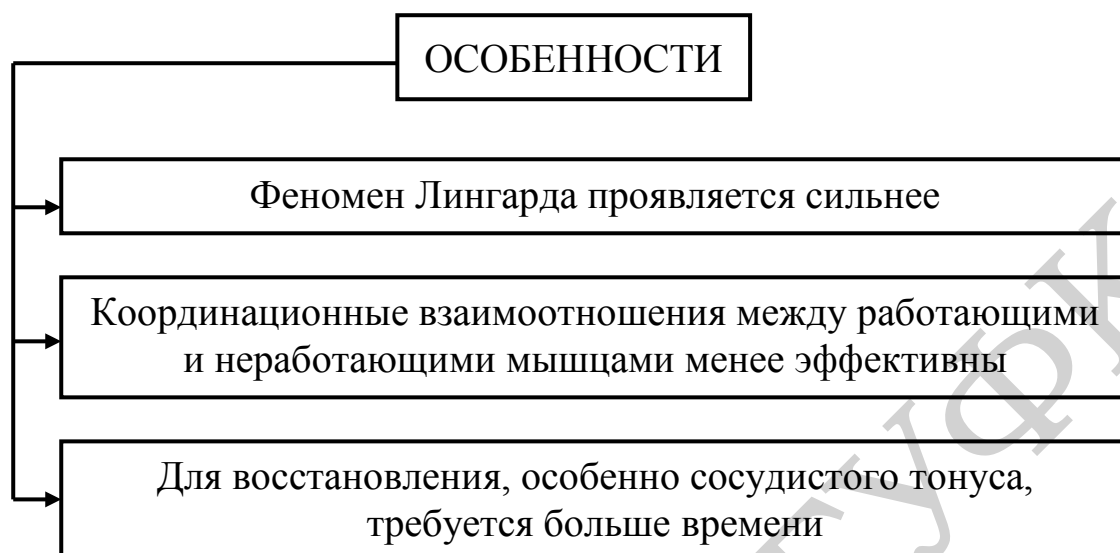 ОСОБЕННОСТИ
Феномен Лингарда проявляется сильнее
Координационные взаимоотношения между работающими
и неработающими мышцами менее эффективны
Для восстановления, особенно сосудистого тонуса,
требуется больше времени
ГУФК